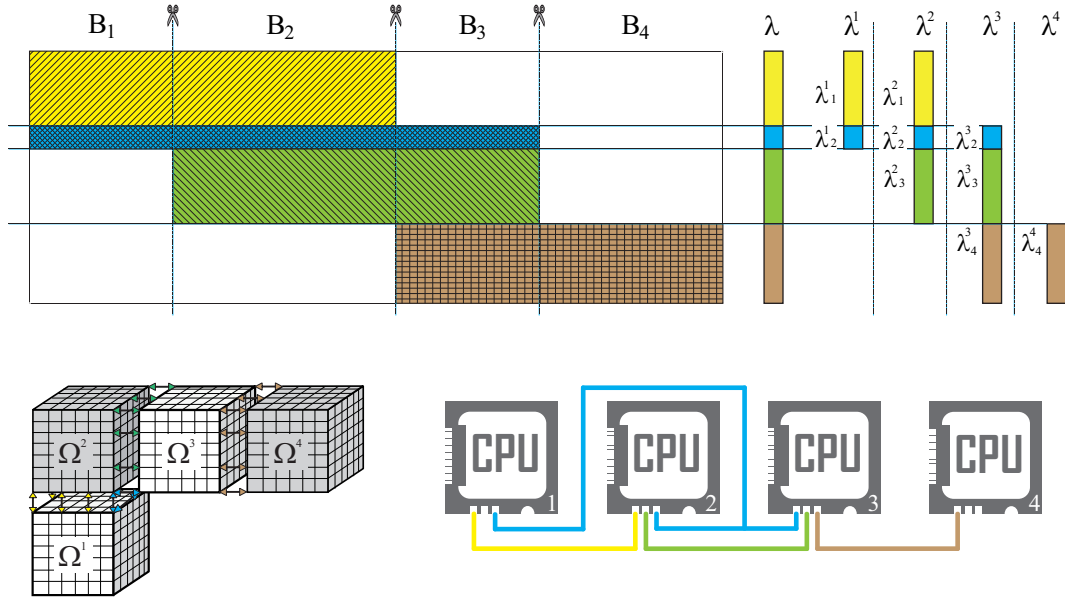 B₁ B₂ B₃ B₄ λ λ¹ λ² λ³ λ⁴
λ¹₁ λ²₁
λ¹₂ λ²₂ λ³₂
λ²₃ λ³₃
λ³₄ λ⁴₄
Ω² Ω³ Ω⁴
Ω¹
CPU CPU CPU CPU
1 2 3 4